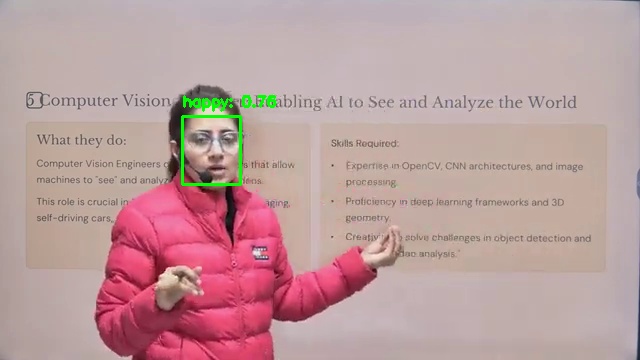 5 Computer Vision abling AI to See and Analyze the World
happy: 0.76
What they do:
Computer Vision Engineers that allow
machines to "see" and analyz
This role is crucial in aging,
self-driving cars,
Skills Required:
• Expertise in OpenCV, CNN architectures, and image
processing.
• Proficiency in deep learning frameworks and 3D
geometry.
• solve challenges in object detection and
analysis."